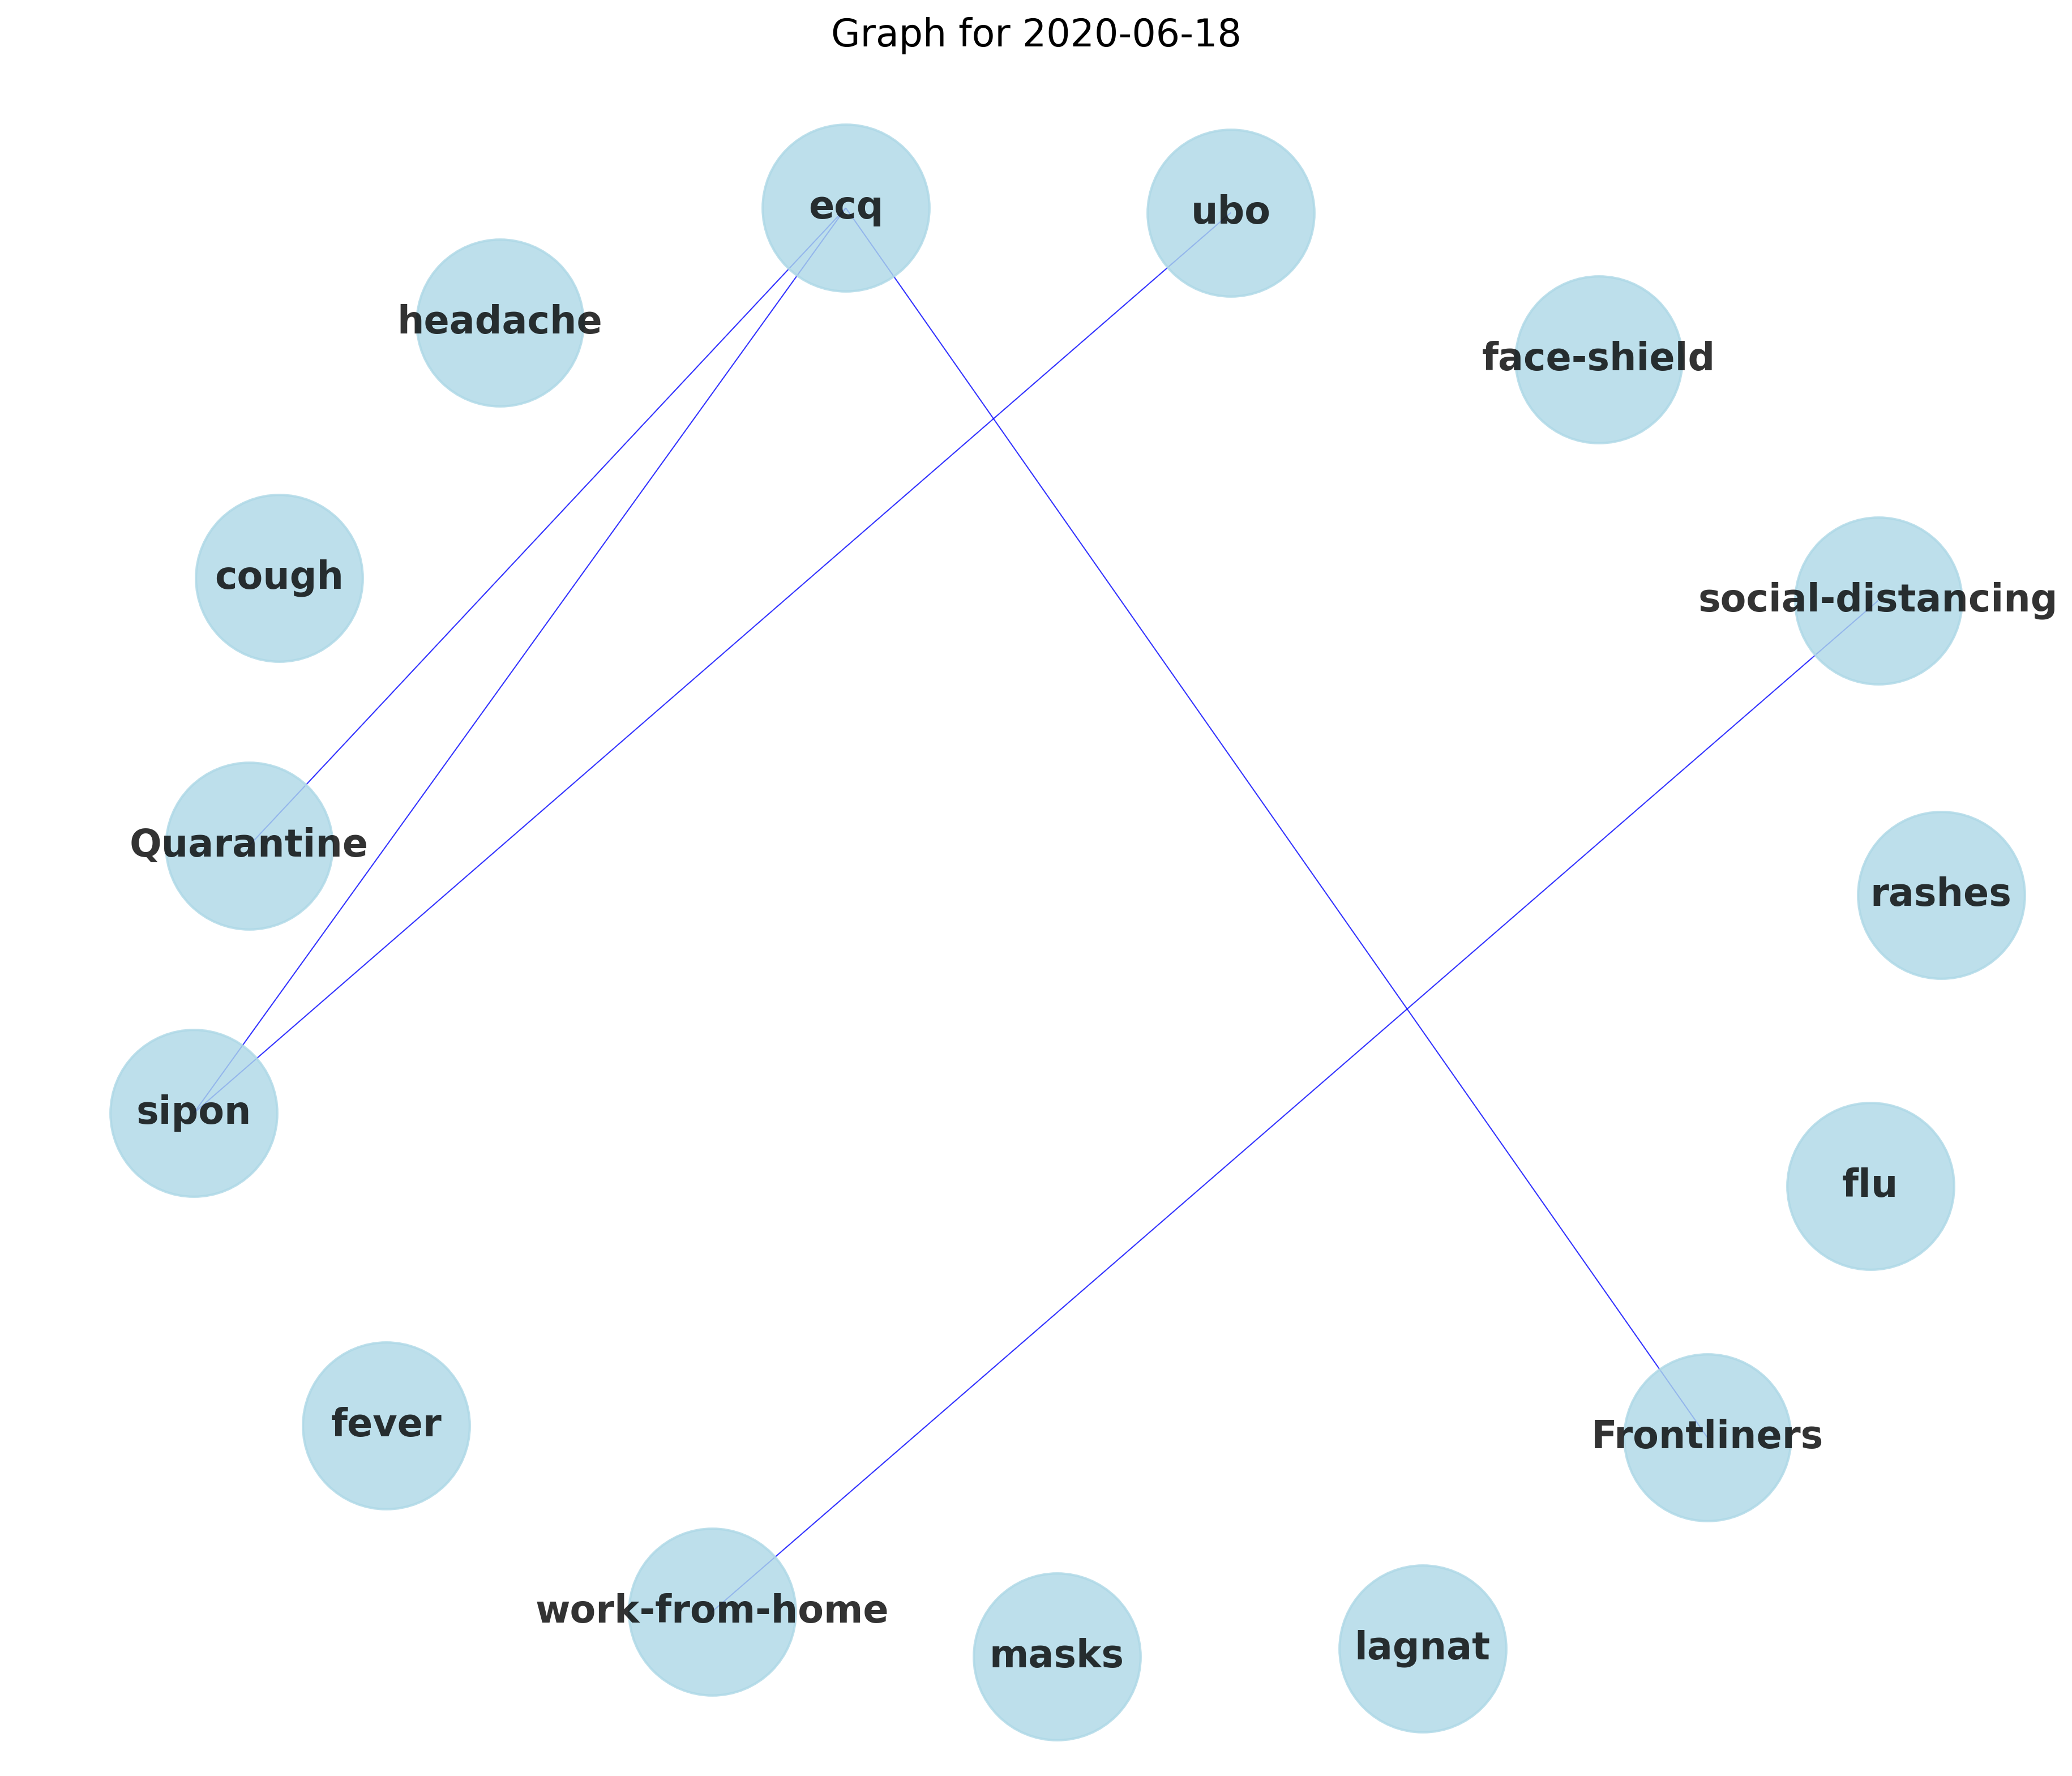 Graph for 2020-06-18
ecq
ubo
headache
face-shield
cough
social-distancing
Quarantine
rashes
sipon
flu
fever
Frontliners
work-from-home
masks
lagnat